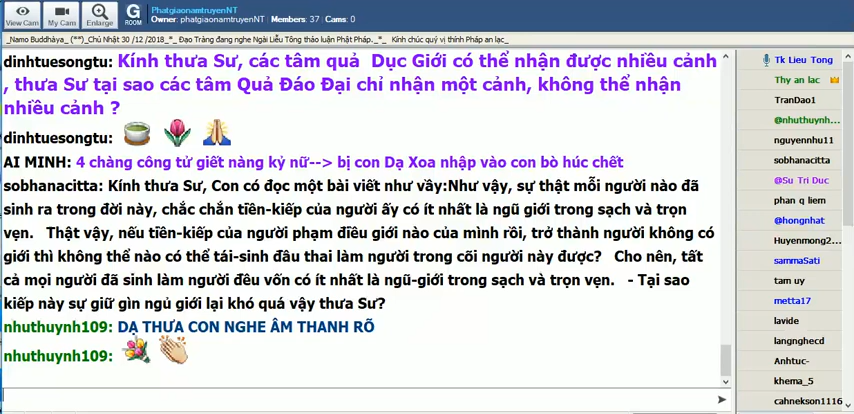 View Cam
My Cam
Enlarge
G
ROOM
PhatgiaonamtruyenNT
Owner: phatgiaonamtruyenNT | Members: 37 | Cams: 0
_Namo Buddhàya_ (**)_Chủ Nhật 30 /12 /2018_*_ Đạo Tràng đang nghe Ngài Liễu Tông thảo luận Phật Pháp._*_ Kính chúc quý vị thính Pháp an lạc_
dinhtuesongtu: Kính thưa Sư, các tâm quả Dục Giới có thể nhận được nhiều cảnh
, thưa Sư tại sao các tâm Quả Đáo Đại chỉ nhận một cảnh, không thể nhận
nhiều cảnh ?
dinhtuesongtu:
AI MINH: 4 chàng công tử giết nàng kỷ nữ--> bị con Dạ Xoa nhập vào con bò húc chết
sobhanacitta: Kính thưa Sư, Con có đọc một bài viết như vầy:Như vậy, sự thật mỗi người nào đã
sinh ra trong đời này, chắc chắn tiền-kiếp của người ấy có ít nhất là ngũ giới trong sạch và trọn
vẹn. Thật vậy, nếu tiền-kiếp của người phạm điều giới nào của mình rồi, trở thành người không có
giới thì không thể nào có thể tái-sinh đầu thai làm người trong cõi người này được? Cho nên, tất
cả mọi người đã sinh làm người đều vốn có ít nhất là ngũ-giới trong sạch và trọn vẹn. - Tại sao
kiếp này sự giữ gìn ngủ giới lại khó quá vậy thưa Sư?
nhuthuynh109: DẠ THƯA CON NGHE ÂM THANH RÕ
nhuthuynh109:
Tk Lieu Tong
Thy an lac
TranDao1
@nhuthuynh...
nguyennhu11
sobhanacitta
@Su Tri Duc
phan q liem
@hongnhat
Huyenmong2...
sammaSati
tam uy
metta17
lavide
langnghecd
Anhtuc-
khema_5
cahnekson1116